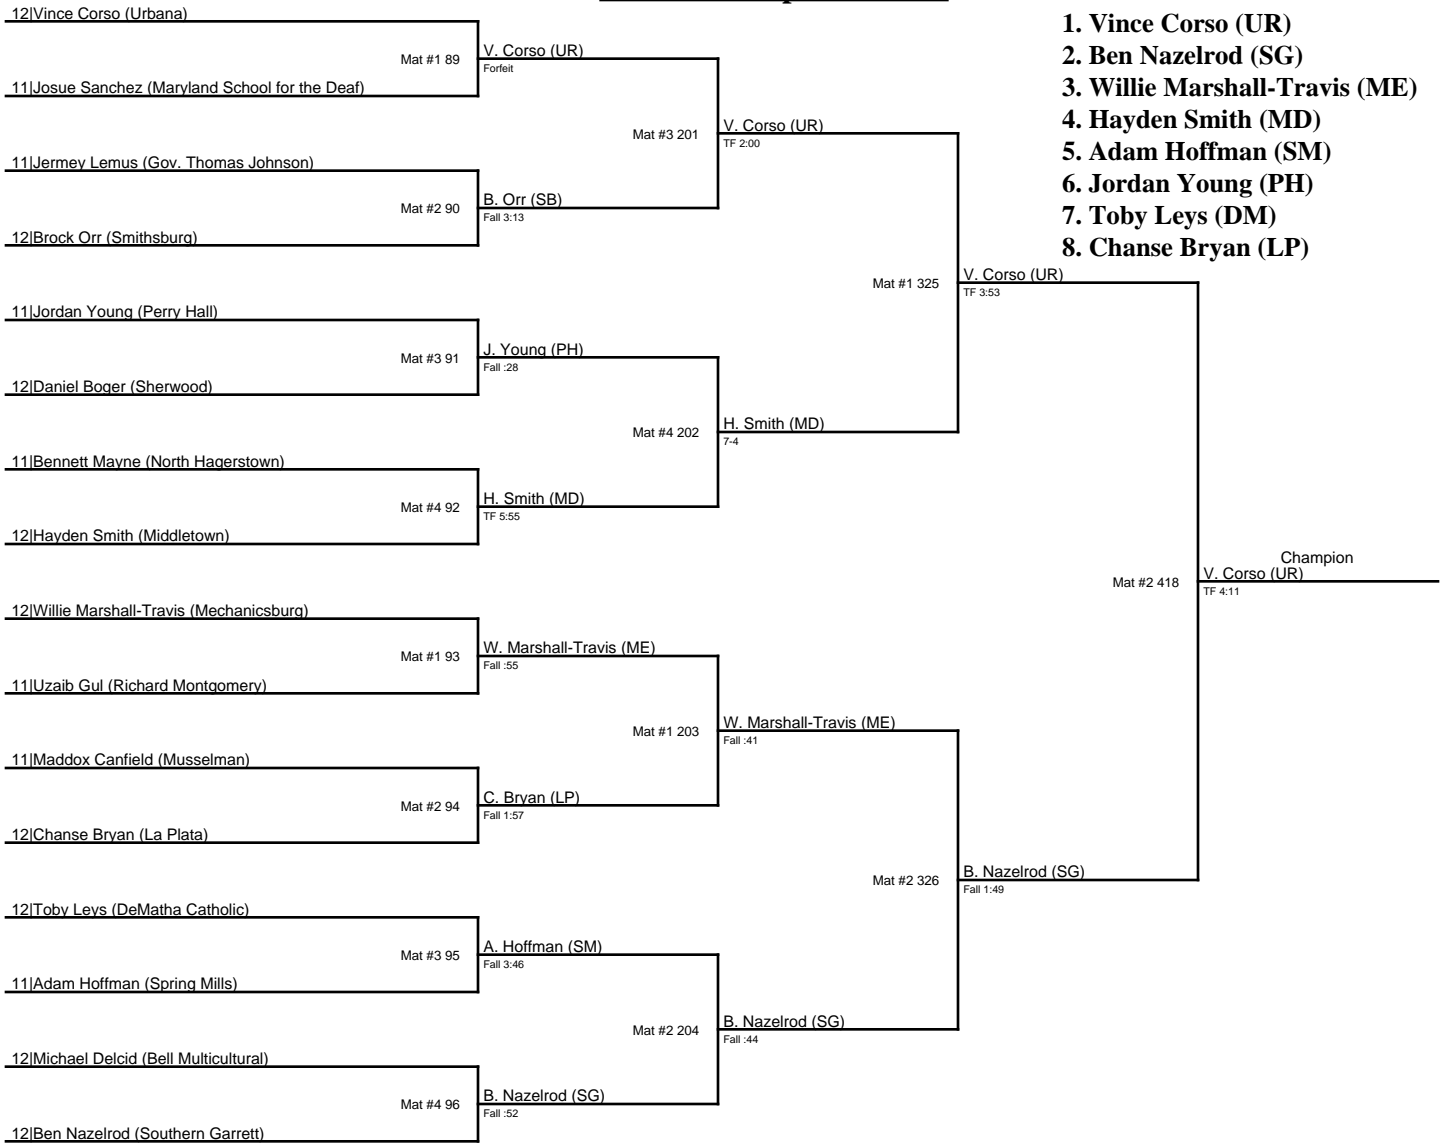 12|Vince Corso (Urbana)
Mat #1 89
V. Corso (UR)
Forfeit
11|Josue Sanchez (Maryland School for the Deaf)
Mat #3 201
V. Corso (UR)
TF 2:00
11|Jermey Lemus (Gov. Thomas Johnson)
Mat #2 90
B. Orr (SB)
Fall 3:13
12|Brock Orr (Smithsburg)
Mat #1 325
V. Corso (UR)
TF 3:53
11|Jordan Young (Perry Hall)
Mat #3 91
J. Young (PH)
Fall :28
12|Daniel Boger (Sherwood)
Mat #4 202
H. Smith (MD)
7-4
11|Bennett Mayne (North Hagerstown)
Mat #4 92
H. Smith (MD)
TF 5:55
12|Hayden Smith (Middletown)
Mat #2 418
Champion
V. Corso (UR)
TF 4:11
12|Willie Marshall-Travis (Mechanicsburg)
Mat #1 93
W. Marshall-Travis (ME)
Fall :55
11|Uzaib Gul (Richard Montgomery)
Mat #1 203
W. Marshall-Travis (ME)
Fall :41
11|Maddox Canfield (Musselman)
Mat #2 94
C. Bryan (LP)
Fall 1:57
12|Chanse Bryan (La Plata)
Mat #2 326
B. Nazelrod (SG)
Fall 1:49
12|Toby Leys (DeMatha Catholic)
Mat #3 95
A. Hoffman (SM)
Fall 3:46
11|Adam Hoffman (Spring Mills)
Mat #2 204
B. Nazelrod (SG)
Fall :44
12|Michael Delcid (Bell Multicultural)
Mat #4 96
B. Nazelrod (SG)
Fall :52
12|Ben Nazelrod (Southern Garrett)
1. Vince Corso (UR)
2. Ben Nazelrod (SG)
3. Willie Marshall-Travis (ME)
4. Hayden Smith (MD)
5. Adam Hoffman (SM)
6. Jordan Young (PH)
7. Toby Leys (DM)
8. Chanse Bryan (LP)